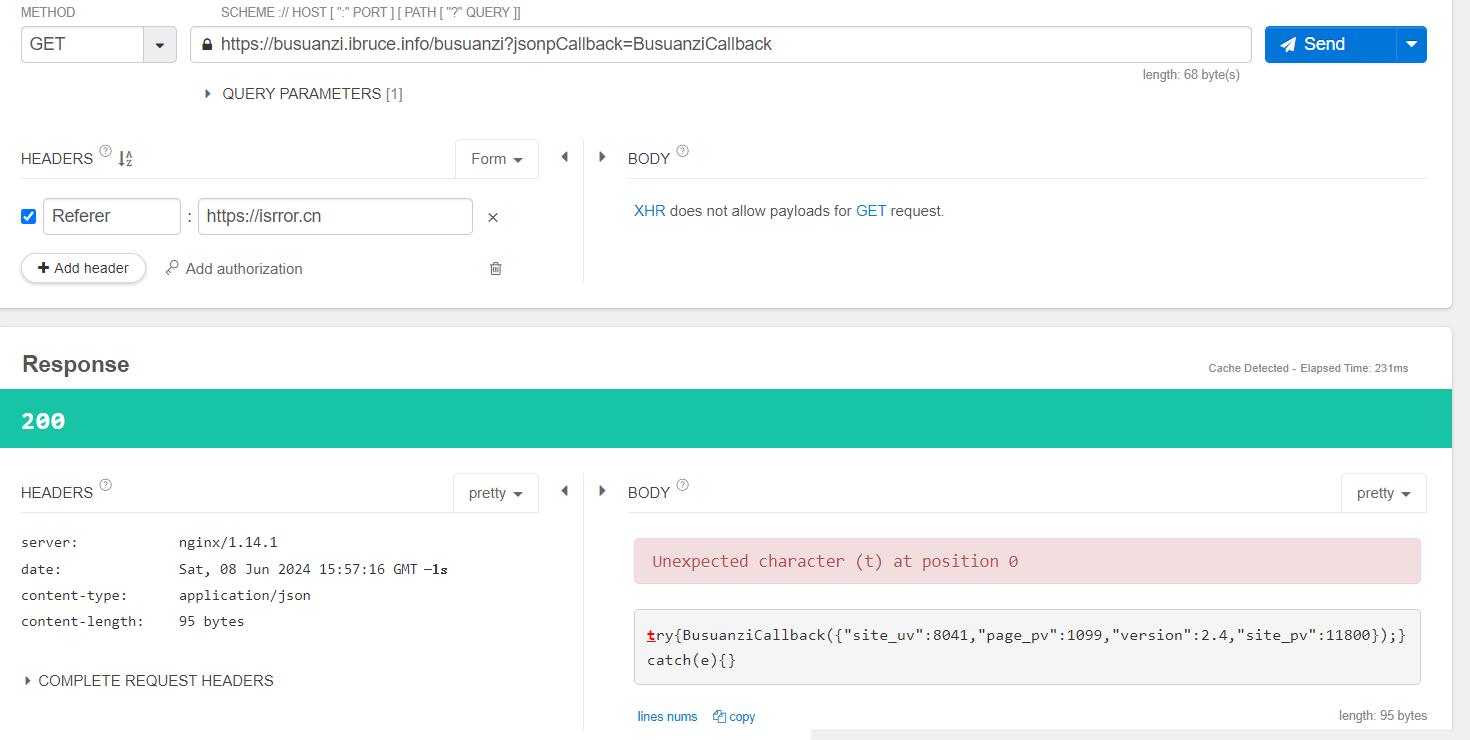 METHOD
SCHEME :// HOST [ ":" PORT ] [ PATH [ "?" QUERY ]]
GET
https://busuanzi.ibruce.info/busuanzi?jsonpCallback=BusuanziCallback
Send
length: 68 byte(s)
QUERY PARAMETERS [1]
HEADERS ? A Z
Form
BODY ?
Referer : https://isrror.cn ×
XHR does not allow payloads for GET request.
+ Add header
Add authorization
Response
Cache Detected - Elapsed Time: 231ms
200
HEADERS ?
pretty
BODY ?
pretty
server: nginx/1.14.1
date: Sat, 08 Jun 2024 15:57:16 GMT –1s
content-type: application/json
content-length: 95 bytes
COMPLETE REQUEST HEADERS
Unexpected character (t) at position 0
try{BusuanziCallback({"site_uv":8041,"page_pv":1099,"version":2.4,"site_pv":11800});}
catch(e){}
lines nums
copy
length: 95 bytes